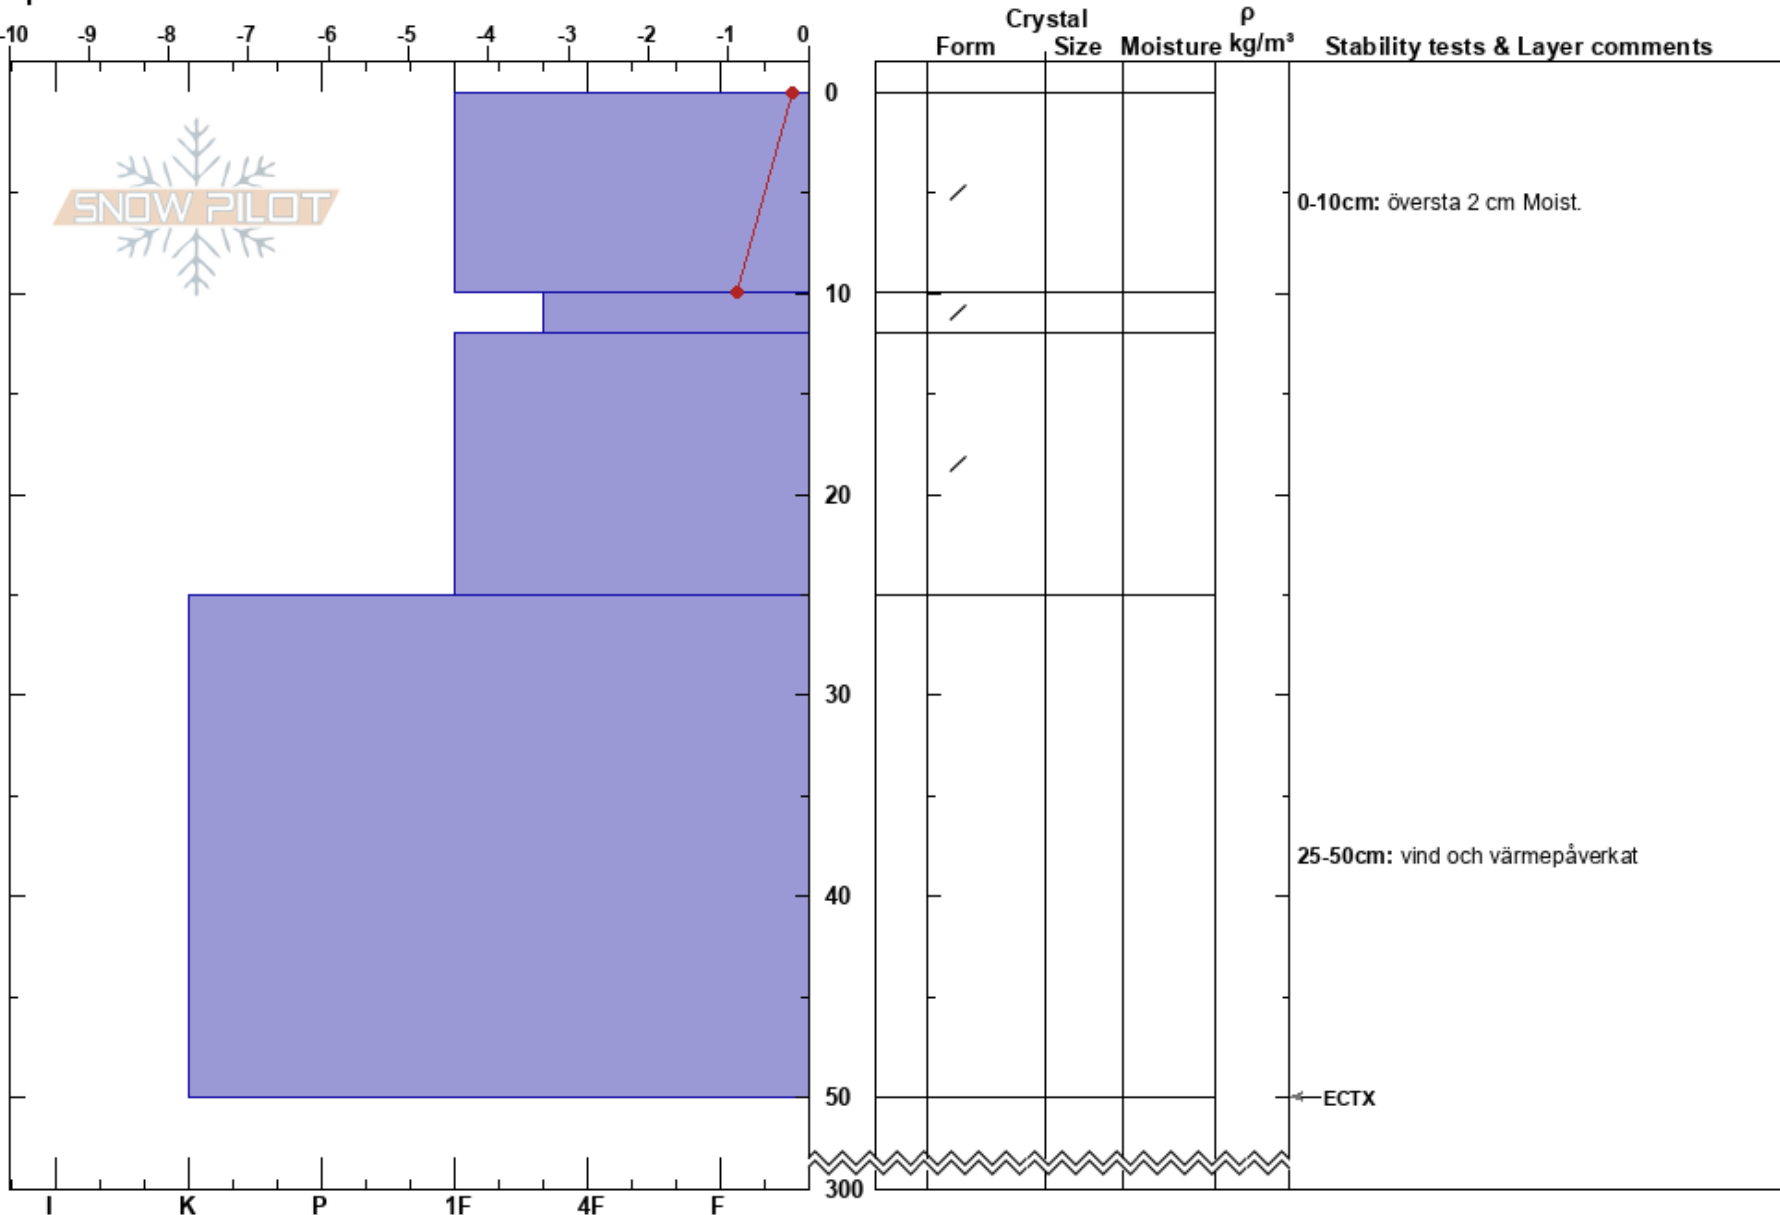 Crystal ρ
-10 -9 -8 -7 -6 -5 -4 -3 -2 -1 0 Form Size Moisture kg/m³ Stability tests & Layer comments
0
SNOW PILOT
0-10cm: översta 2 cm Moist.
10
20
30
25-50cm: vind och värmepåverkat
40
50 ECTX
300
I K P 1F 4F F